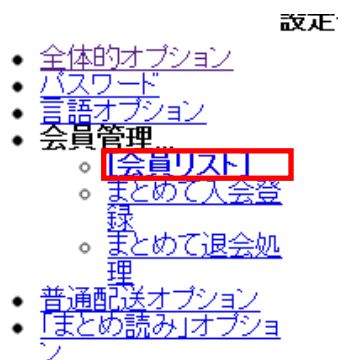 設定
全体的オプション
パスワード
言語オプション
会員管理...
[会員リスト]
まとめて入会登
録
まとめて退会処
理
普通配送オプション
「まとめ読み」オプショ
ン